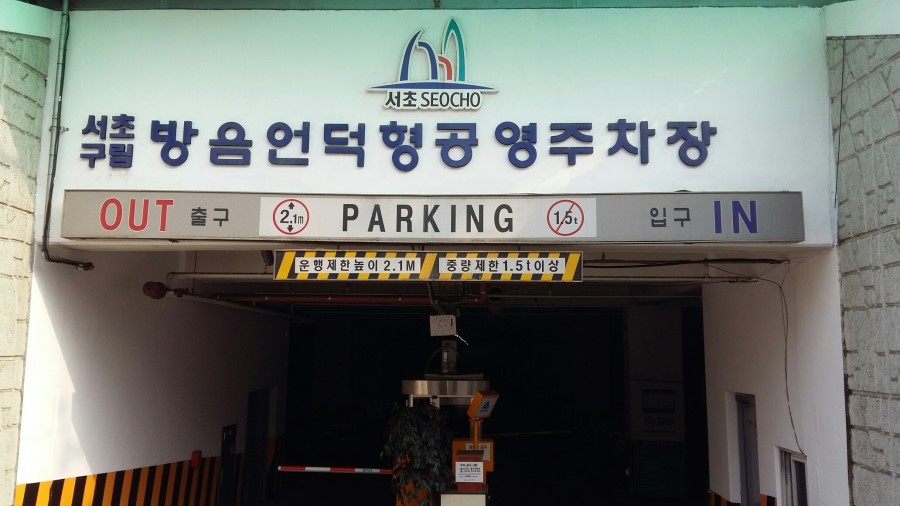 서초 SEOCHO
서초
구립
방음언덕형공영주차장
OUT 출구 2.1m PARKING 1.5t 입구 IN
운행제한높이 2.1M 중량제한 1.5t이상